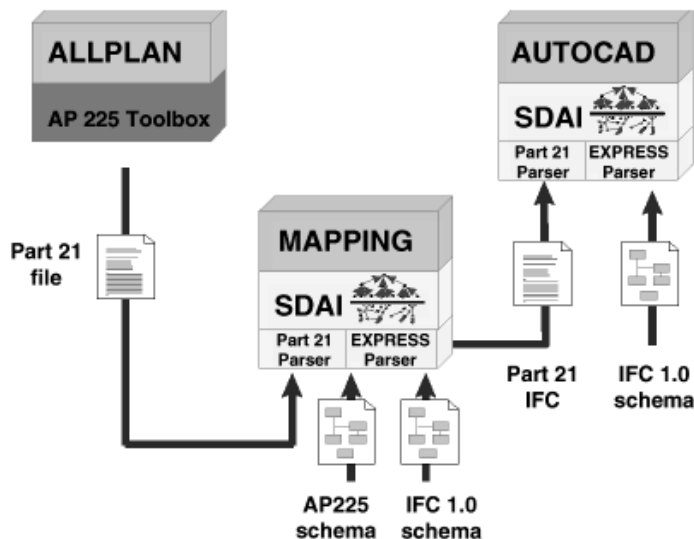 ALLPLAN
AP 225 Toolbox
AUTOCAD
SDAI
Part 21
Parser
EXPRESS
Parser
Part 21
file
MAPPING
SDAI
Part 21
Parser
EXPRESS
Parser
Part 21
IFC
IFC 1.0
schema
AP225
schema
IFC 1.0
schema